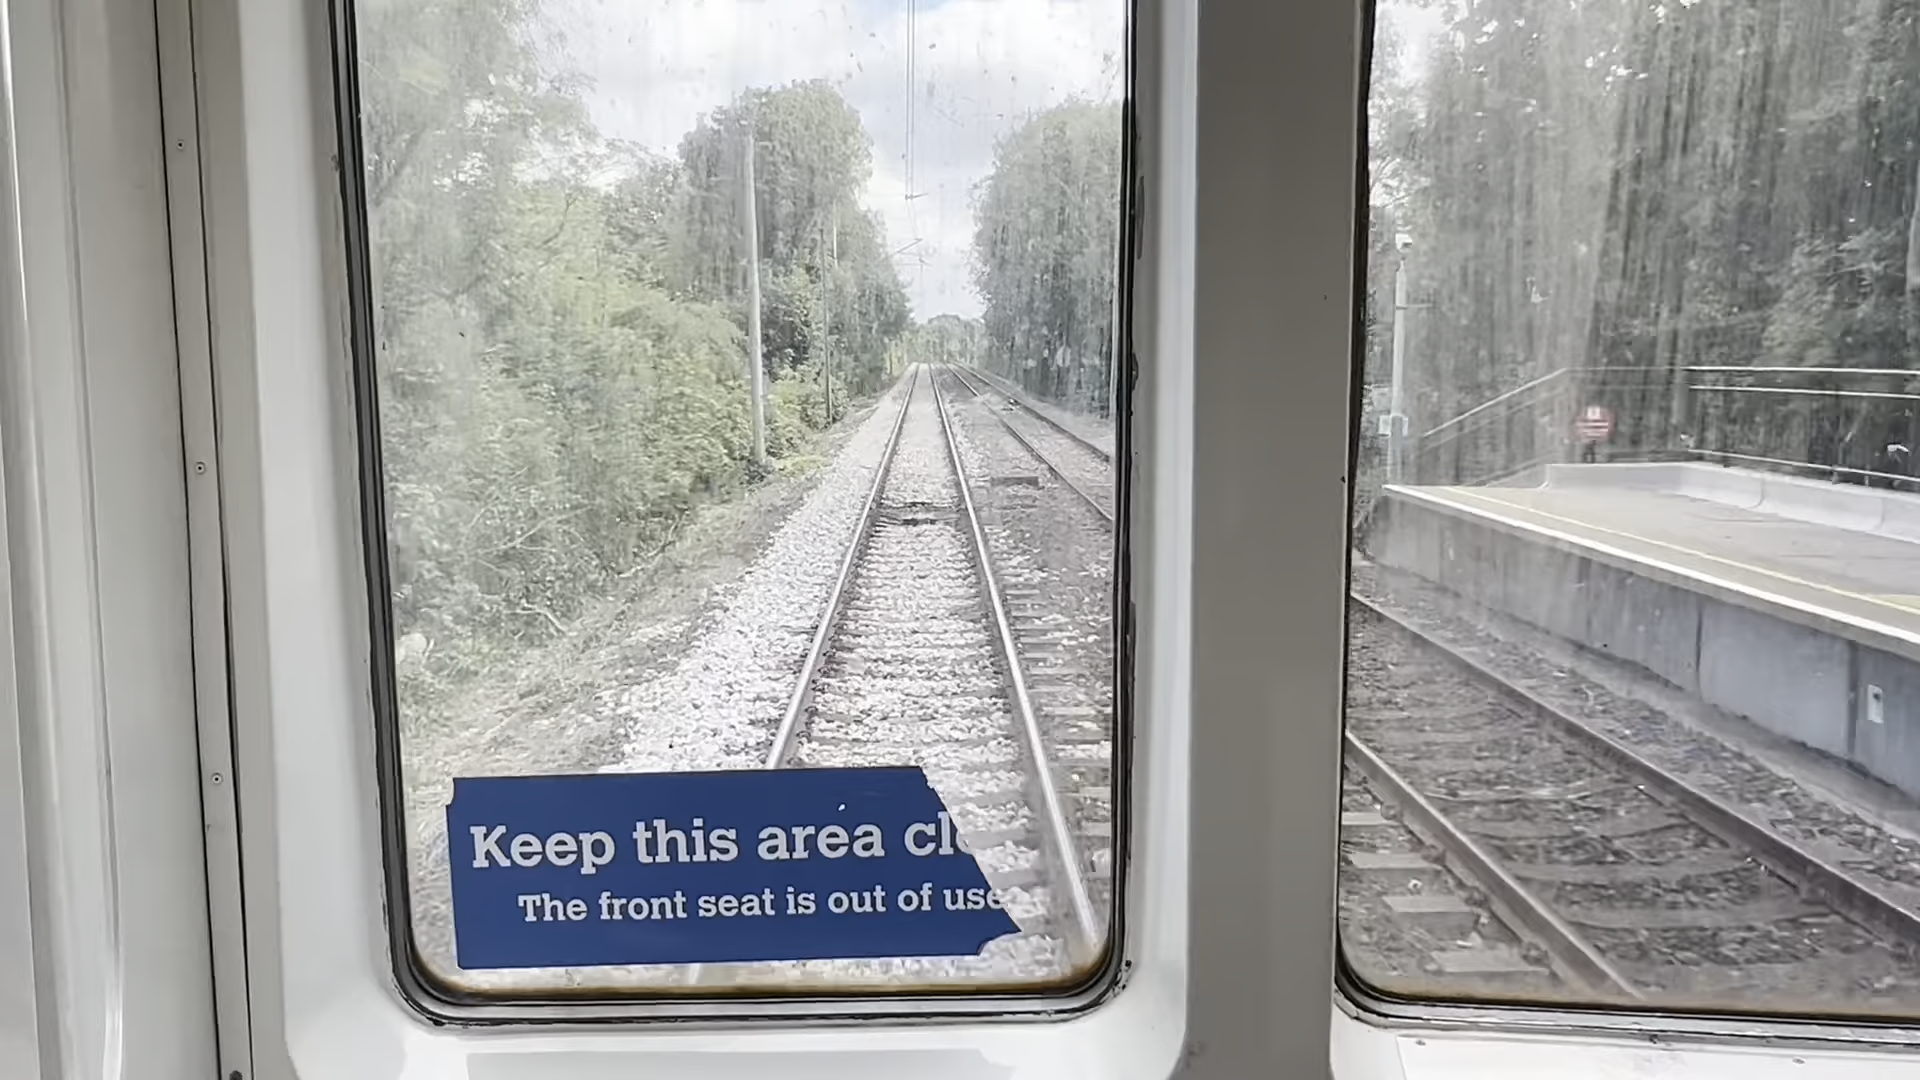 Keep this area cl
The front seat is out of use